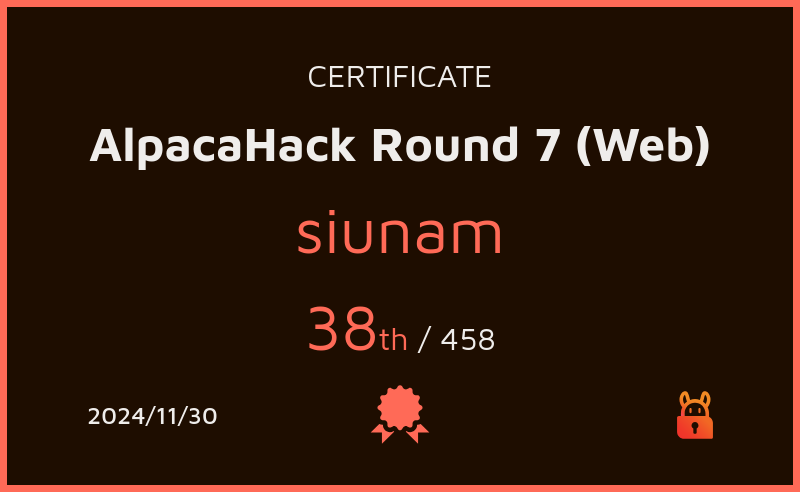 CERTIFICATE
AlpacaHack Round 7 (Web)
siunam
38th / 458
2024/11/30